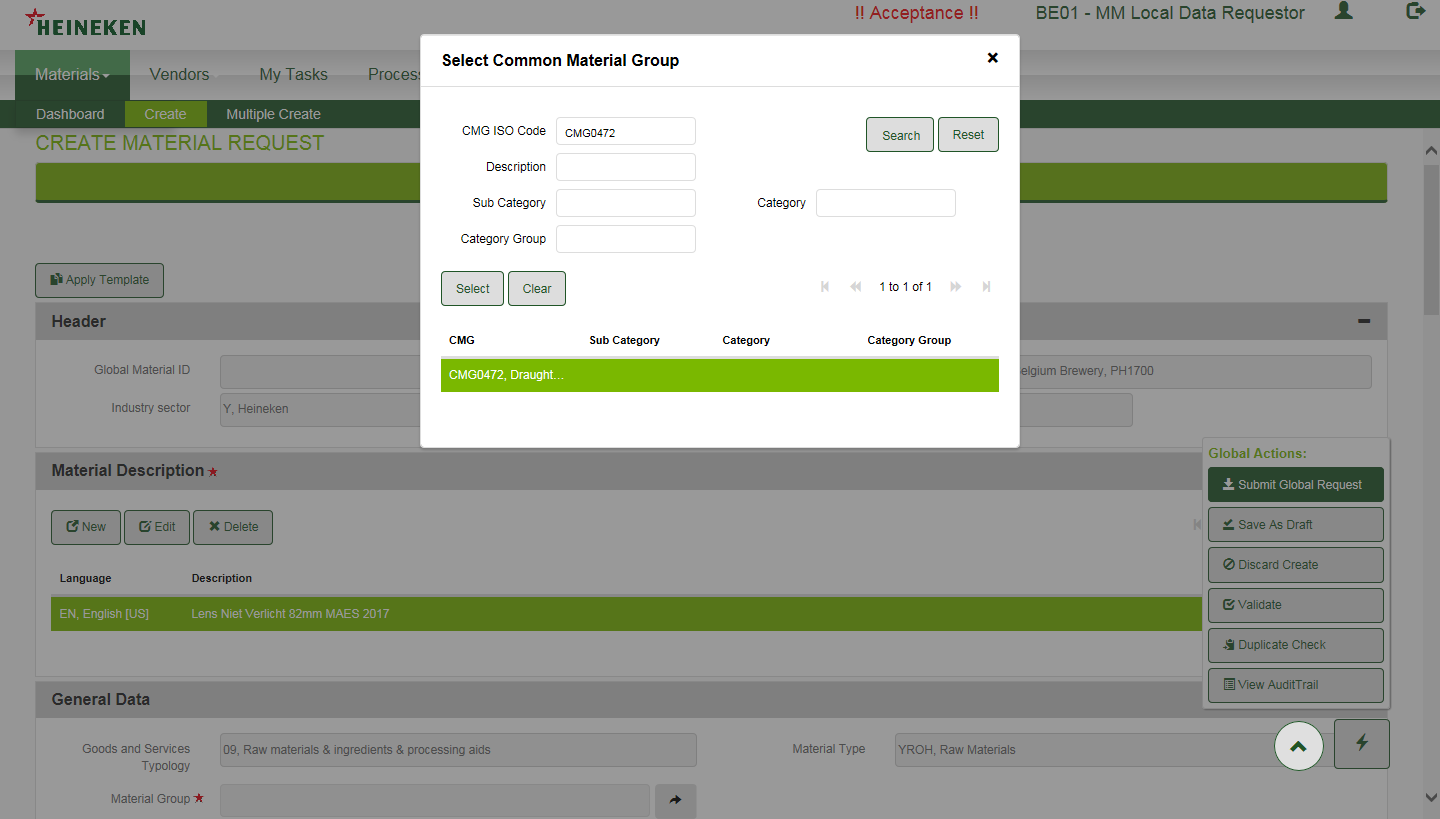 HEINEKEN
!! Acceptance !!
BE01 - MM Local Data Requestor
Materials
Vendors
My Tasks
Process
Dashboard
Create
Multiple Create
CREATE MATERIAL REQUEST
Select Common Material Group
CMG ISO Code
CMG0472
Search
Reset
Description
Sub Category
Category
Category Group
Select
Clear
1 to 1 of 1
CMG
Sub Category
Category
Category Group
CMG0472, Draught...
Apply Template
Header
Global Material ID
elgium Brewery, PH1700
Industry sector
Y, Heineken
Material Description
New
Edit
Delete
Language
Description
EN, English [US]
Lens Niet Verlicht 82mm MAES 2017
Global Actions:
Submit Global Request
Save As Draft
Discard Create
Validate
Duplicate Check
View AuditTrail
General Data
Goods and Services
Typology
09, Raw materials & ingredients & processing aids
Material Type
YROH, Raw Materials
Material Group